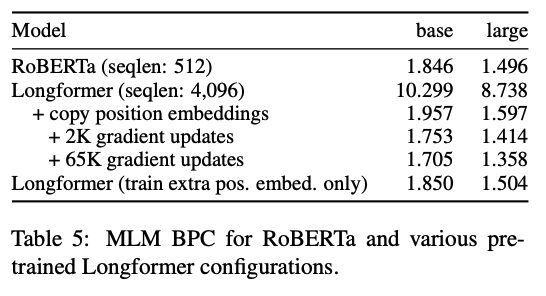 Model base large
RoBERTa (seqlen: 512) 1.846 1.496
Longformer (seqlen: 4,096) 10.299 8.738
+ copy position embeddings 1.957 1.597
+ 2K gradient updates 1.753 1.414
+ 65K gradient updates 1.705 1.358
Longformer (train extra pos. embed. only) 1.850 1.504
Table 5: MLM BPC for RoBERTa and various pre-
trained Longformer configurations.